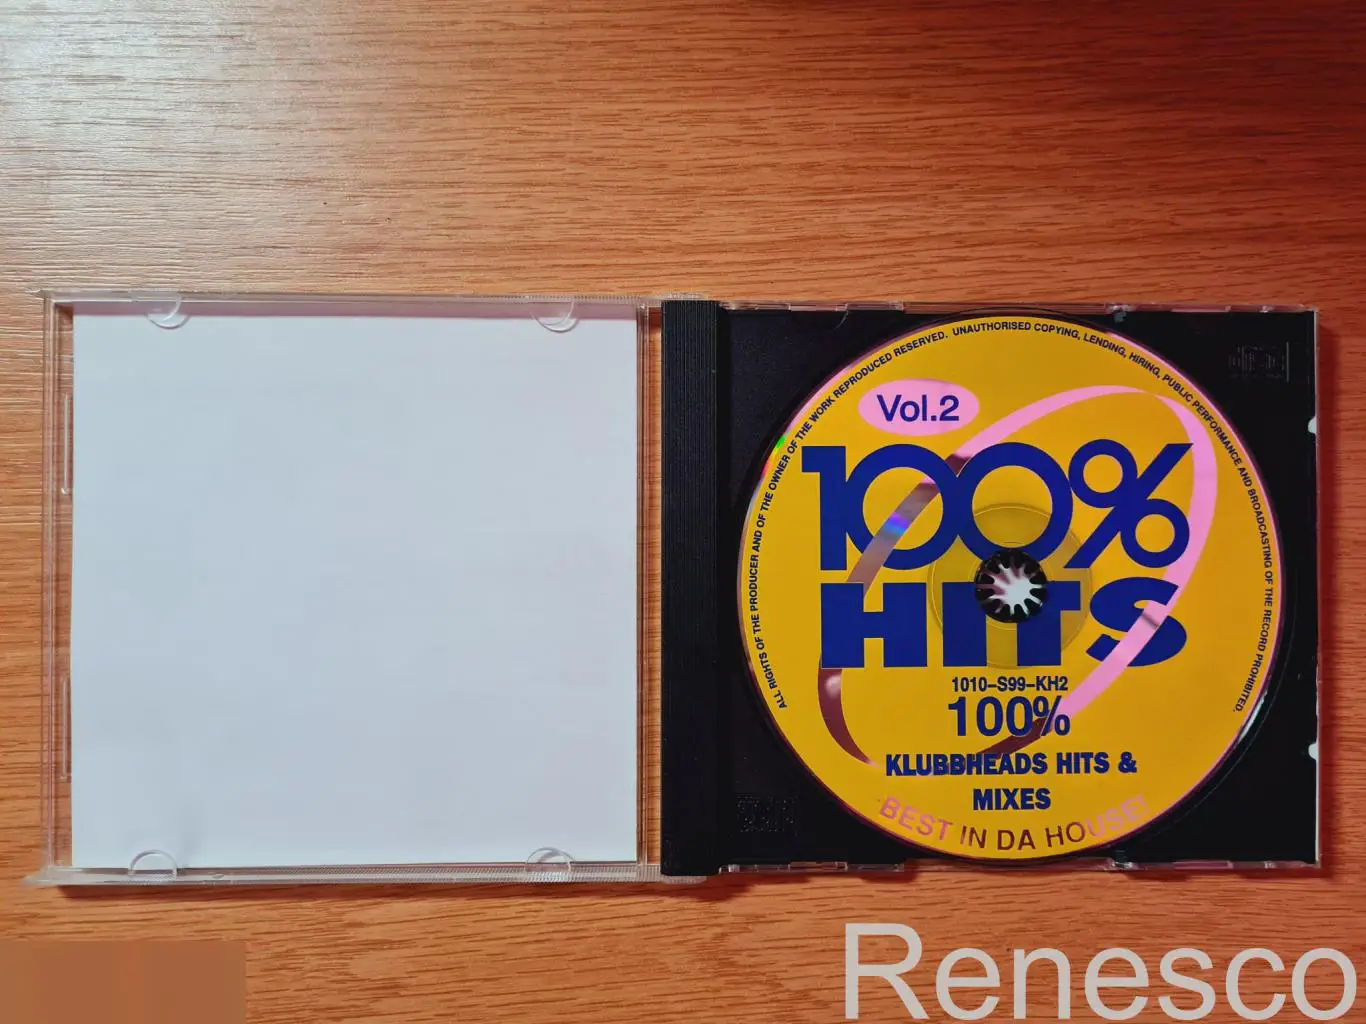 ALL RIGHTS OF THE PRODUCER AND OF THE OWNER OF THE WORK REPRODUCED RESERVED. UNAUTHORISED COPYING, LENDING, HIRING, PUBLIC PERFORMANCE AND BROADCASTING OF THE RECORD PROHIBITED.
Vol.2
100%
HITS
1010-S99-KH2
100%
KLUBBHEADS HITS &
MIXES
BEST IN DA HOUSE!
Renesco